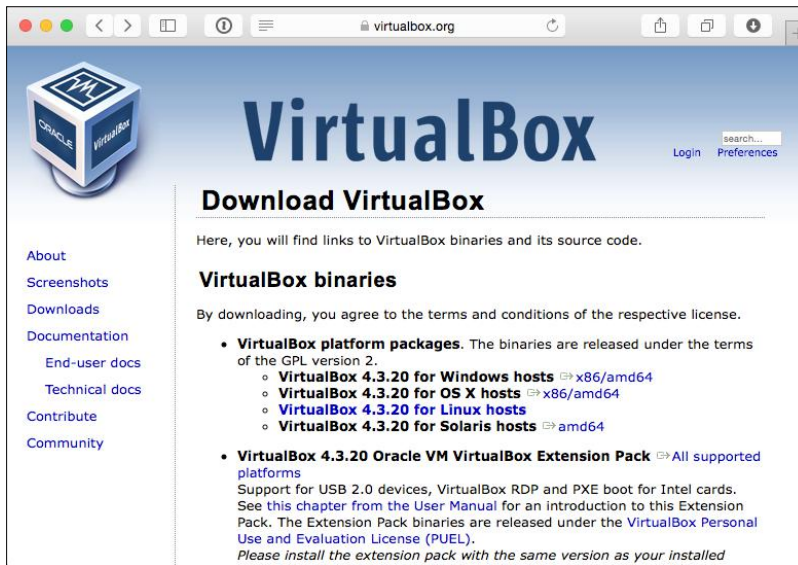 virtualbox.org
VirtualBox
ORACLE
VirtualBox
search...
Login Preferences
Download VirtualBox
Here, you will find links to VirtualBox binaries and its source code.
About
Screenshots
Downloads
Documentation
End-user docs
Technical docs
Contribute
Community
VirtualBox binaries
By downloading, you agree to the terms and conditions of the respective license.
• VirtualBox platform packages. The binaries are released under the terms
of the GPL version 2.
◦ VirtualBox 4.3.20 for Windows hosts x86/amd64
◦ VirtualBox 4.3.20 for OS X hosts x86/amd64
◦ VirtualBox 4.3.20 for Linux hosts
◦ VirtualBox 4.3.20 for Solaris hosts amd64
• VirtualBox 4.3.20 Oracle VM VirtualBox Extension Pack All supported
platforms
Support for USB 2.0 devices, VirtualBox RDP and PXE boot for Intel cards.
See this chapter from the User Manual for an introduction to this Extension
Pack. The Extension Pack binaries are released under the VirtualBox Personal
Use and Evaluation License (PUEL).
Please install the extension pack with the same version as your installed